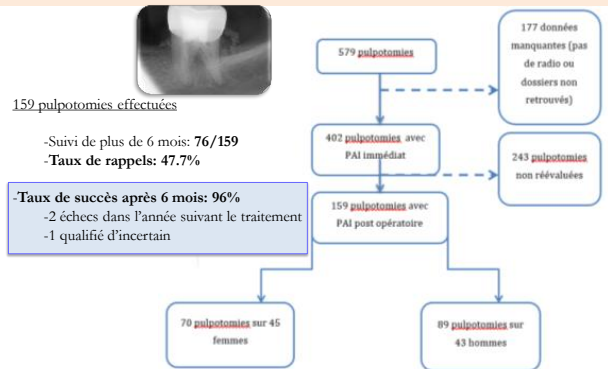 159 pulpotomies effectuées
-Suivi de plus de 6 mois: 76/159
-Taux de rappels: 47.7%
-Taux de succès après 6 mois: 96%
-2 échecs dans l'année suivant le traitement
-1 qualifié d'incertain
579 pulpotomies
177 données
manquantes (pas
de radio ou
dossiers non
retrouvés)
402 pulpotomies avec
PAI immédiat
243 pulpotomies
non réévaluées
159 pulpotomies avec
PAI post opératoire
70 pulpotomies sur 45
femmes
89 pulpotomies sur
43 hommes